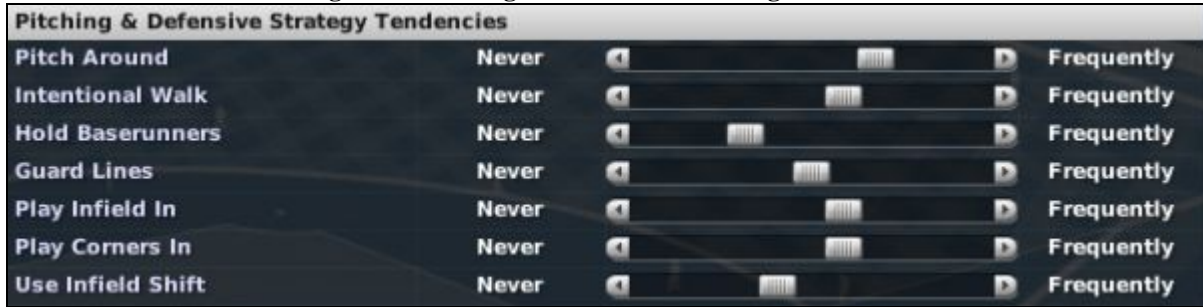 Pitching & Defensive Strategy Tendencies
Pitch Around Never Frequently
Intentional Walk Never Frequently
Hold Baserunners Never Frequently
Guard Lines Never Frequently
Play Infield In Never Frequently
Play Corners In Never Frequently
Use Infield Shift Never Frequently